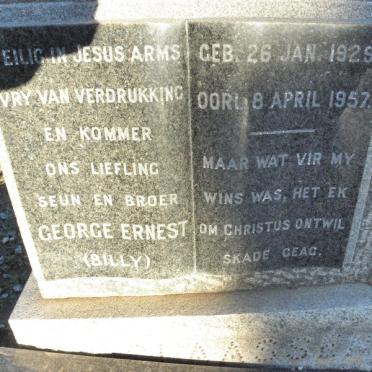 EILIG IN JESUS ARMS
VRY VAN VERDRUKKING
EN KOMMER
ONS LIEFLING
SEUN EN BROER
GEORGE ERNEST
(BILLY)
GEB. 26 JAN. 1929
OORL. 8 APRIL 1957.
MAAR WAT VIR MY
WINS WAS, HET EK
OM CHRISTUS ONTWIL
SKADE GEAG.